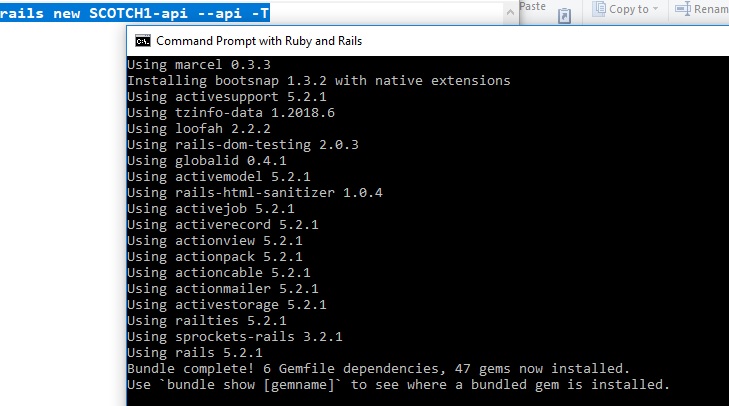 rails new SCOTCH1-api --api -T
Paste
Copy to
Renam
Command Prompt with Ruby and Rails
Using marcel 0.3.3
Installing bootsnap 1.3.2 with native extensions
Using activesupport 5.2.1
Using tzinfo-data 1.2018.6
Using loofah 2.2.2
Using rails-dom-testing 2.0.3
Using globalid 0.4.1
Using activemodel 5.2.1
Using rails-html-sanitizer 1.0.4
Using activejob 5.2.1
Using activerecord 5.2.1
Using actionview 5.2.1
Using actionpack 5.2.1
Using actioncable 5.2.1
Using actionmailer 5.2.1
Using activestorage 5.2.1
Using railties 5.2.1
Using sprockets-rails 3.2.1
Using rails 5.2.1
Bundle complete! 6 Gemfile dependencies, 47 gems now installed.
Use `bundle show [gemname]` to see where a bundled gem is installed.